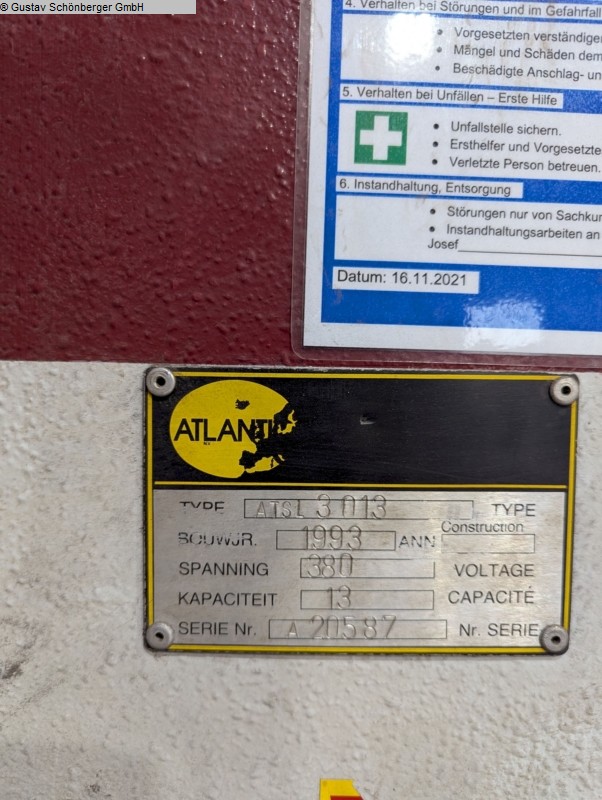 © Gustav Schönberger GmbH
4. Verhalten bei Störungen und im Gefahrfall
• Vorgesetzten verständigen
• Mängel und Schäden dem
• Beschädigte Anschlag- un
5. Verhalten bei Unfällen – Erste Hilfe
• Unfallstelle sichern.
• Ersthelfer und Vorgesetzte
• Verletzte Person betreuen.
6. Instandhaltung, Entsorgung
• Störungen nur von Sachkun
• Instandhaltungsarbeiten an
Josef
Datum: 16.11.2021
ATLANTI
TYPE ATSL 3013 TYPE
BOUWJR. 1993 ANN Construction
SPANNING 380 VOLTAGE
KAPACITEIT 13 CAPACITÉ
SERIE Nr. A 20587 Nr. SERIE